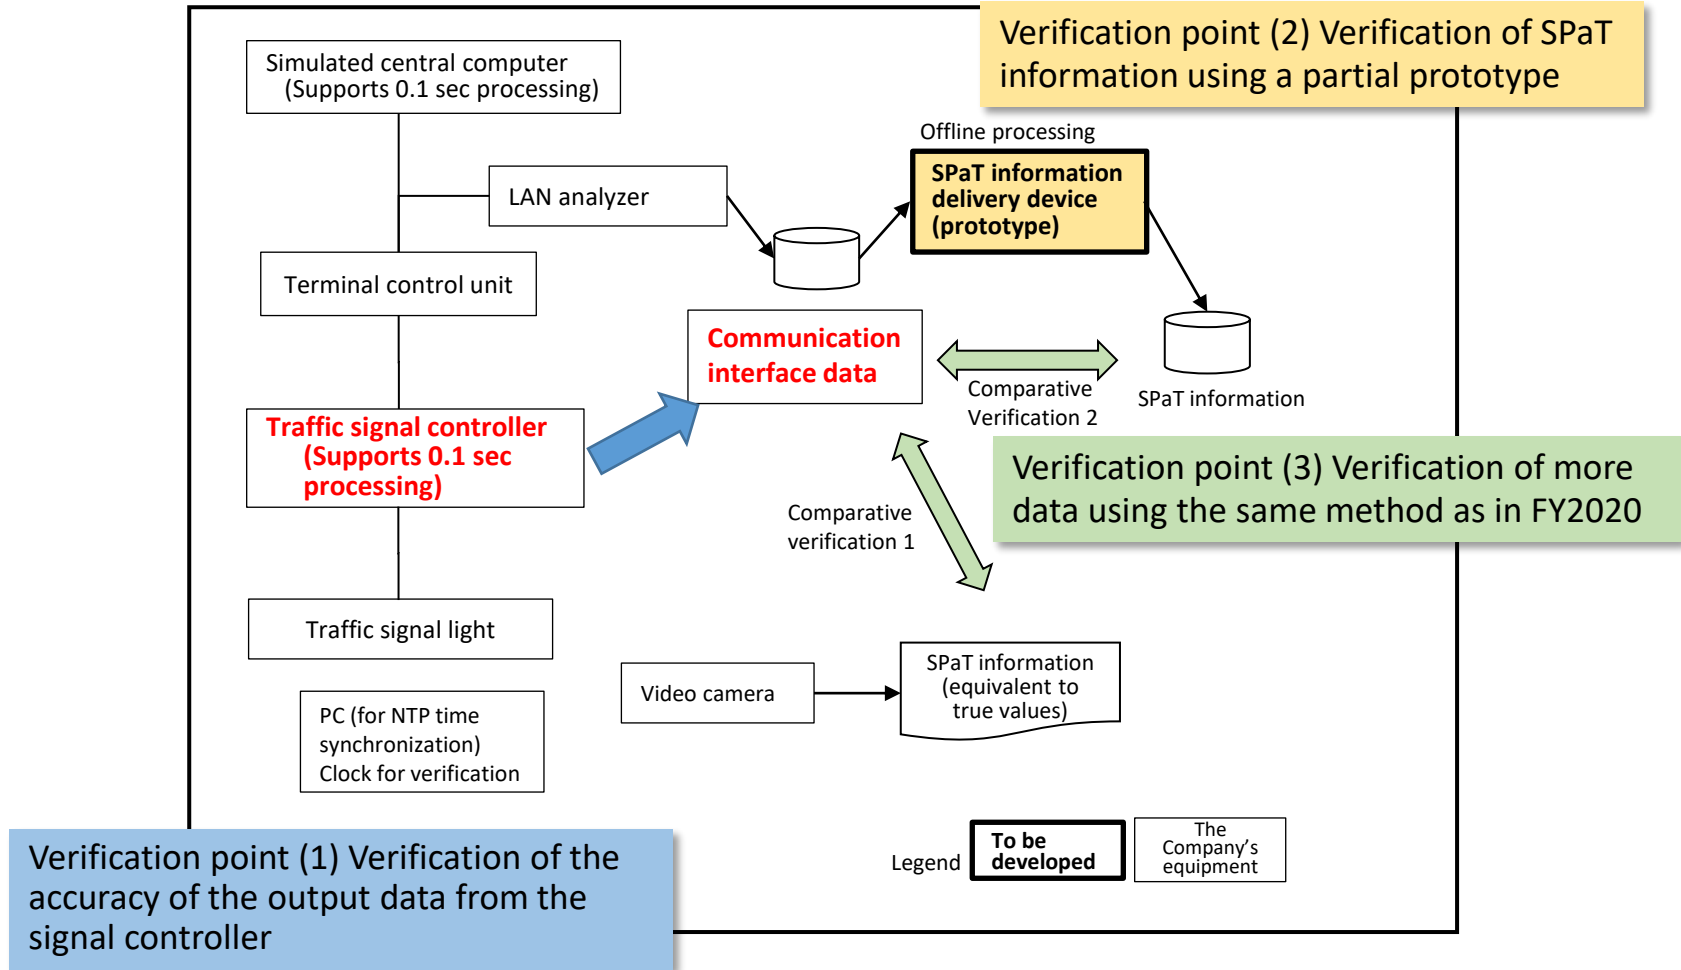 Verification point (2) Verification of SPaT
information using a partial prototype
Simulated central computer
(Supports 0.1 sec processing)
Offline processing
SPaT information
delivery device
(prototype)
LAN analyzer
Terminal control unit
Communication
interface data
Comparative
Verification 2
SPaT information
Traffic signal controller
(Supports 0.1 sec
processing)
Verification point (3) Verification of more
data using the same method as in FY2020
Comparative
verification 1
Traffic signal light
Video camera
SPaT information
(equivalent to
true values)
PC (for NTP time
synchronization)
Clock for verification
Verification point (1) Verification of the
accuracy of the output data from the
signal controller
Legend
To be
developed
The
Company's
equipment